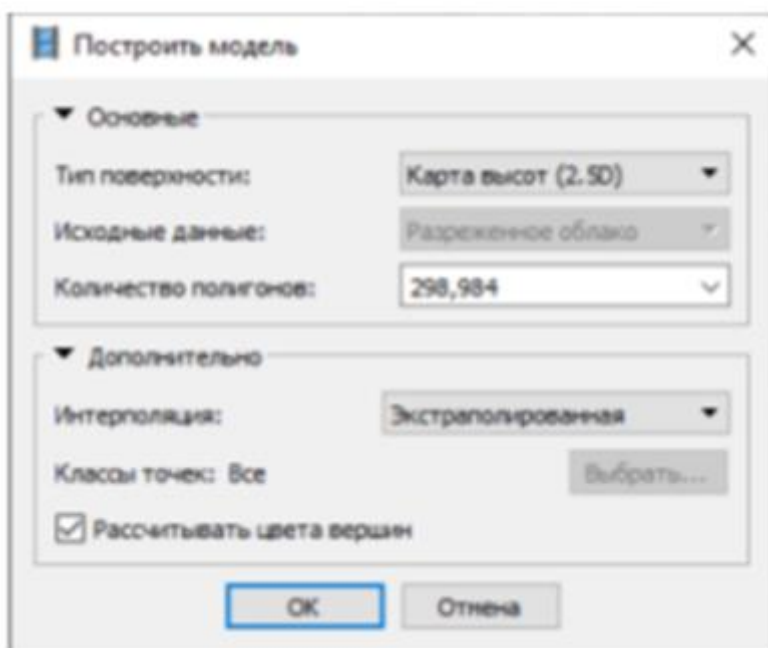 Построить модель
Основные
Тип поверхности: Карта высот (2.5D)
Исходные данные: Разреженное облако
Количество полигонов: 298,984
Дополнительно
Интерполяция: Экстраполированная
Классы точек: Все Выбрать...
Рассчитывать цвета вершин
OK Отмена